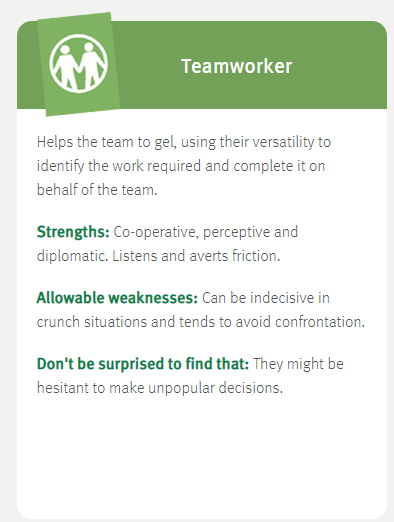 Teamworker
Helps the team to gel, using their versatility to
identify the work required and complete it on
behalf of the team.
Strengths: Co-operative, perceptive and
diplomatic. Listens and averts friction.
Allowable weaknesses: Can be indecisive in
crunch situations and tends to avoid confrontation.
Don't be surprised to find that: They might be
hesitant to make unpopular decisions.